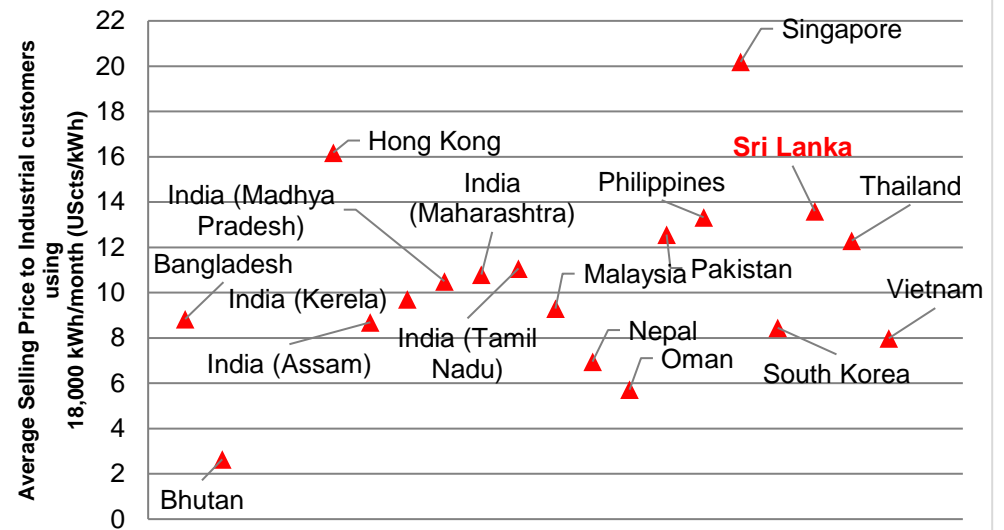 Average Selling Price to Industrial customers
using
18,000 kWh/month (UScts/kWh)
22
20
18
16
14
12
10
8
6
4
2
0
Singapore
Hong Kong
Sri Lanka
India
(Maharashtra)
Philippines
Thailand
India (Madhya
Pradesh)
Bangladesh
Malaysia
Pakistan
India (Kerela)
Vietnam
India (Assam)
India (Tamil
Nadu)
Nepal
Oman
South Korea
Bhutan